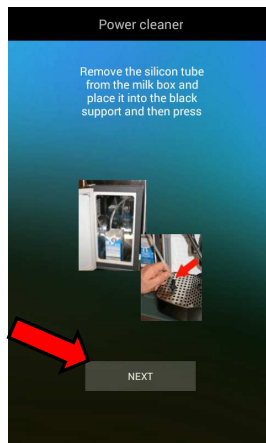 Power cleaner
Remove the silicon tube
from the milk box and
place it into the black
support and then press
NEXT